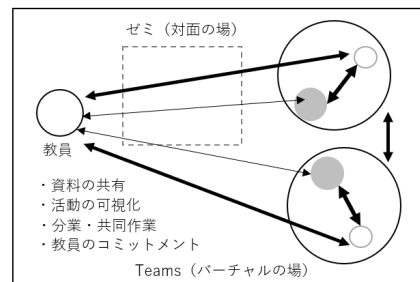 ゼミ（対面の場）
教員
・資料の共有
・活動の可視化
・分業・共同作業
・教員のコミットメント
Teams（バーチャルの場）